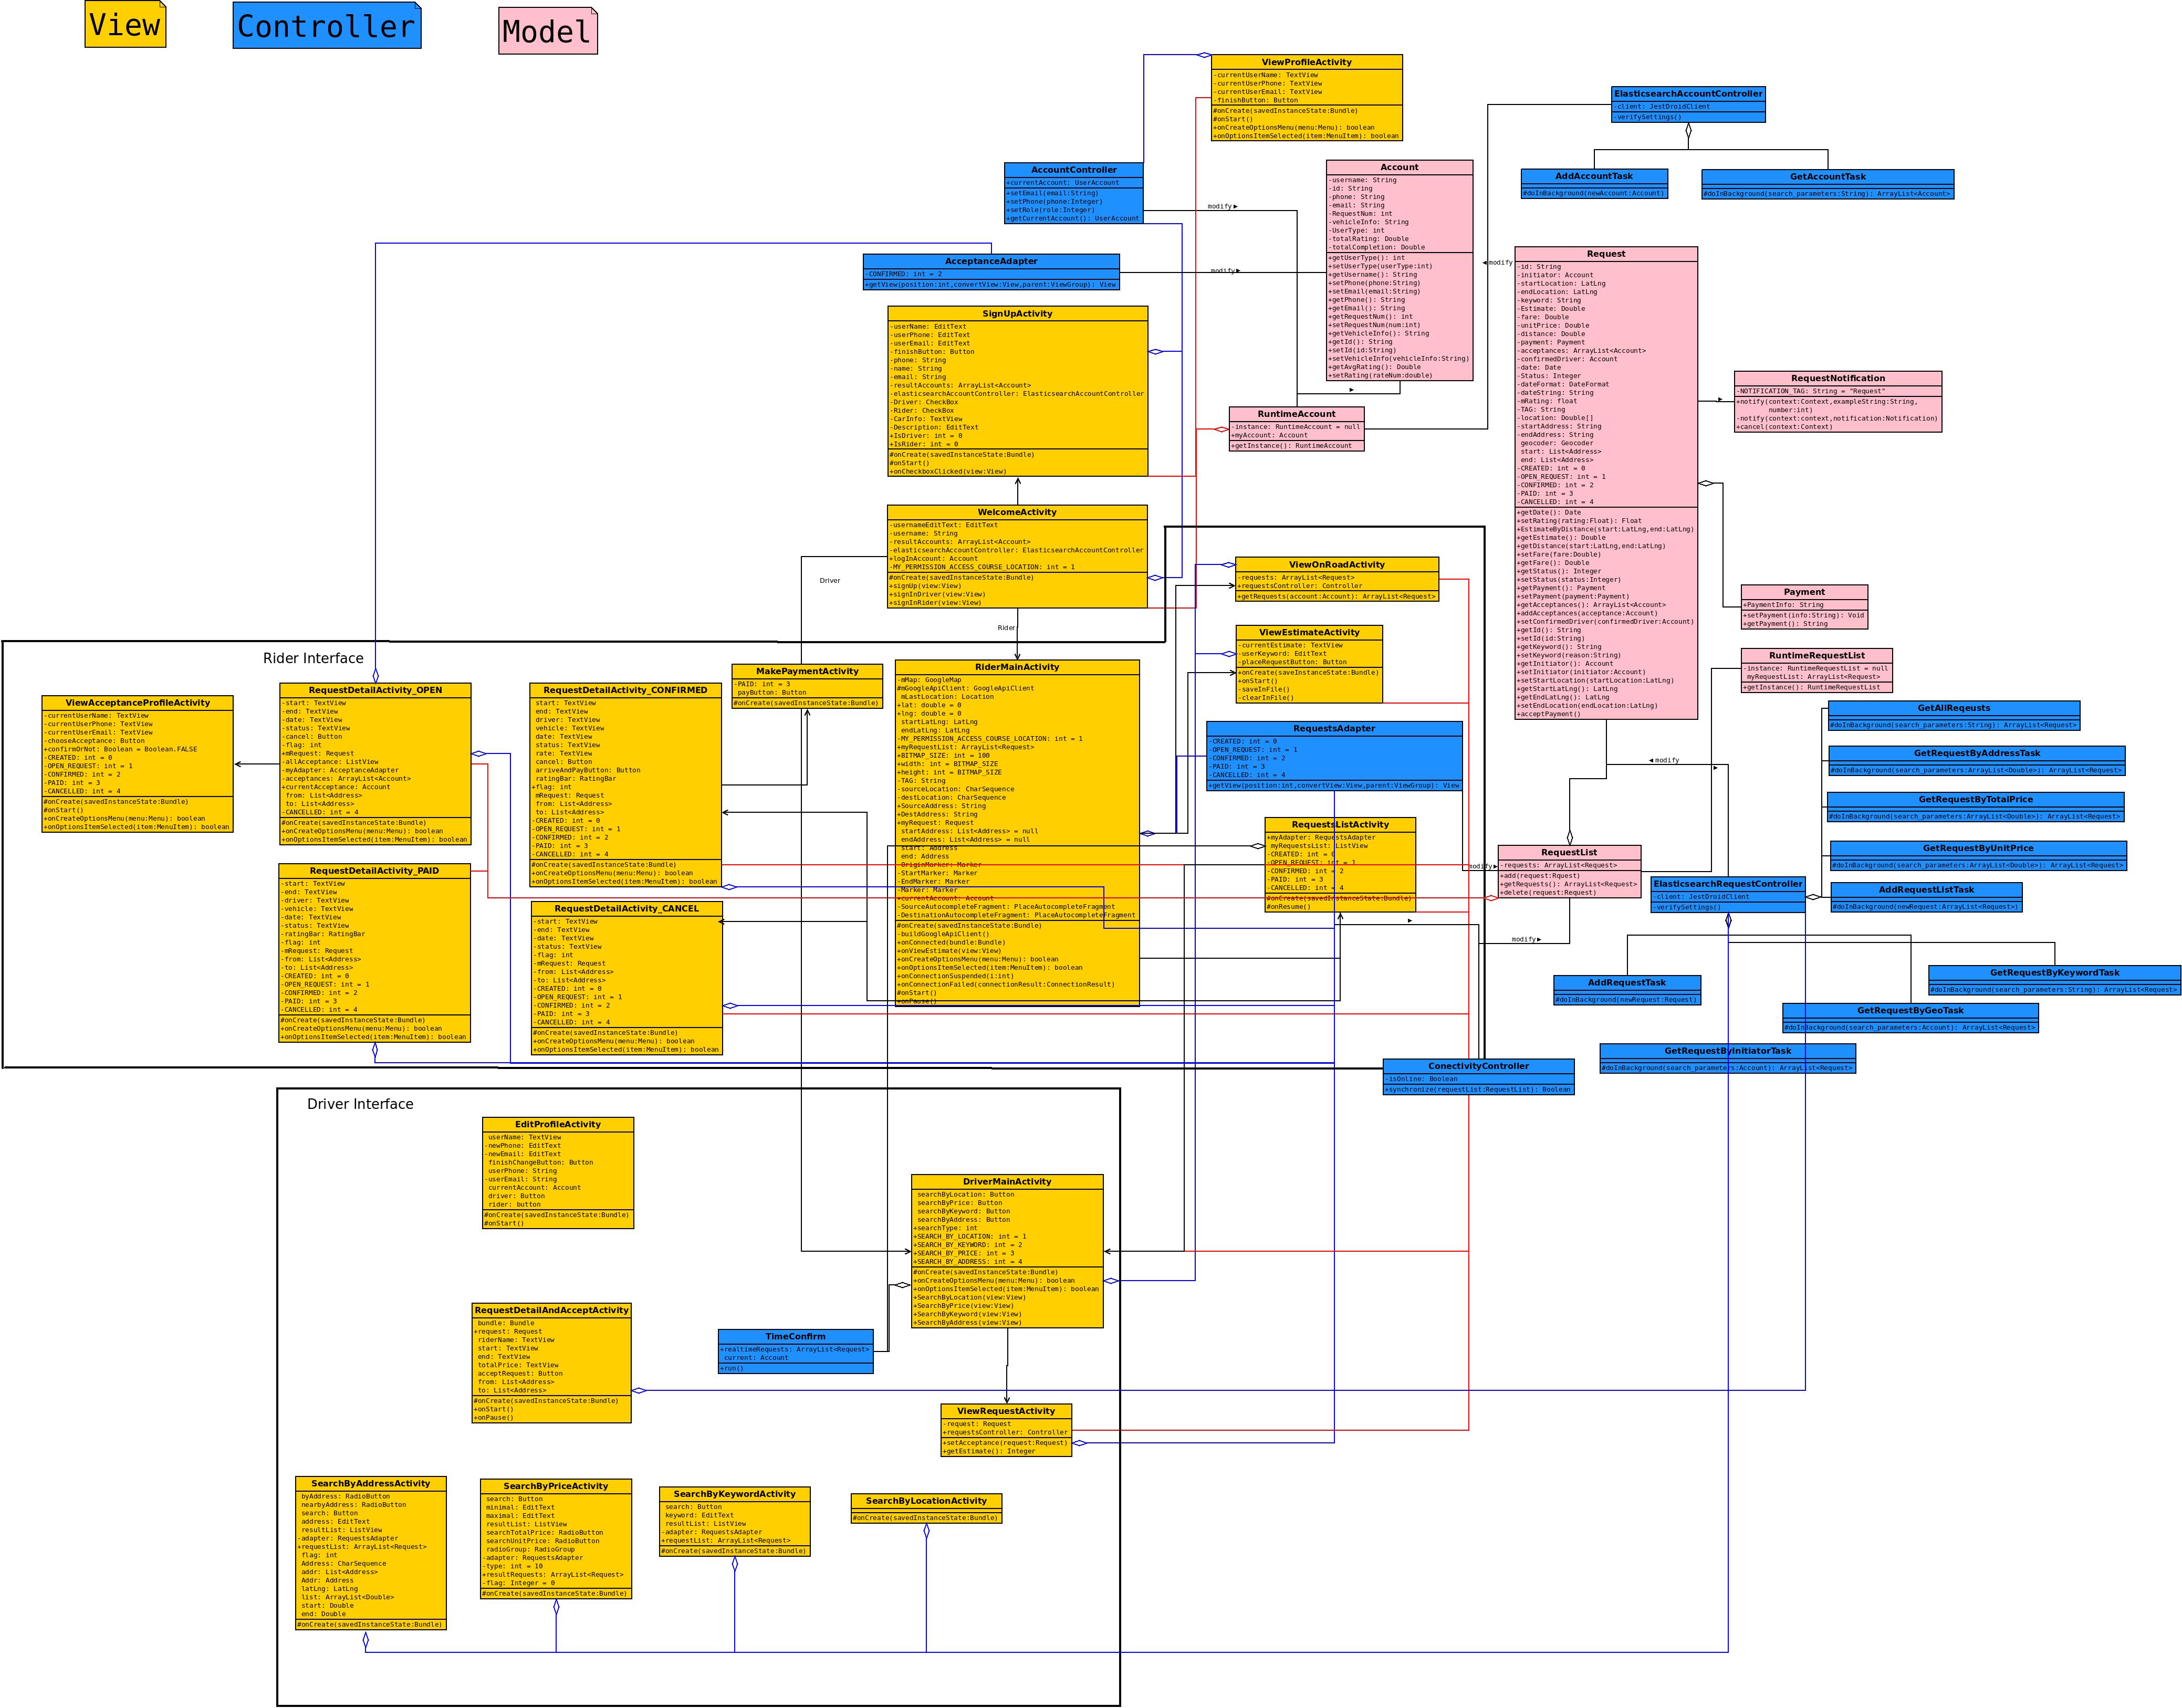 View
Controller
Model
ViewProfileActivity
-currentUserName: TextView
-currentUserPhone: TextView
-currentUserEmail: TextView
-finishButton: Button
#onCreate(savedInstanceState:Bundle)
#onStart()
+onCreateOptionsMenu(menu:Menu): boolean
+onOptionsItemSelected(item:MenuItem): boolean
ElasticsearchAccountController
-client: JestDroidClient
-verifySettings()
AddAccountTask
#doInBackground(newAccount:Account)
GetAccountTask
#doInBackground(search_parameters:String): ArrayList<Account>
AccountController
+currentAccount: UserAccount
+setEmail(email:String)
+setPhone(phone:Integer)
+setRole(role:Integer)
+getCurrentAccount(): UserAccount
modify
Account
-username: String
-id: String
-phone: String
-email: String
-RequestNum: int
-vehicleInfo: String
-UserType: int
-totalRating: Double
-totalCompletion: Double
+getUserType(): int
+setUserType(userType:int)
+getUsername(): String
+setPhone(phone:String)
+setEmail(email:String)
+getPhone(): String
+getEmail(): String
+getRequestNum(): int
+setRequestNum(num:int)
+getVehicleInfo(): String
+getId(): String
+setId(id:String)
+setVehicleInfo(vehicleInfo:String)
+getAvgRating(): Double
+setRating(rateNum:double)
AcceptanceAdapter
-CONFIRMED: int = 2
+getView(position:int,convertView:View,parent:ViewGroup): View
modify
modify
Request
-id: String
-initiator: Account
-startLocation: LatLng
-endLocation: LatLng
-keyword: String
-Estimate: Double
-fare: Double
-unitPrice: Double
-distance: Double
-payment: Payment
-acceptances: ArrayList<Account>
-confirmedDriver: Account
-date: Date
-Status: Integer
-dateFormat: DateFormat
-dateString: String
-mRating: float
-TAG: String
-location: Double[]
-startAddress: String
-endAddress: String
geocoder: Geocoder
start: List<Address>
end: List<Address>
-CREATED: int = 0
-OPEN_REQUEST: int = 1
-CONFIRMED: int = 2
-PAID: int = 3
-CANCELLED: int = 4
+getDate(): Date
+setRating(rating:Float): Float
+EstimateByDistance(start:LatLng,end:LatLng)
+getEstimate(): Double
+getDistance(start:LatLng,end:LatLng)
+setFare(fare:Double)
+getFare(): Double
+getStatus(): Integer
+setStatus(status:Integer)
+getPayment(): Payment
+setPayment(payment:Payment)
+getAcceptances(): ArrayList<Account>
+addAcceptances(acceptance:Account)
+setConfirmedDriver(confirmedDriver:Account)
+getId(): String
+setId(id:String)
+getKeyword(): String
+setKeyword(reason:String)
+getInitiator(): Account
+setInitiator(initiator:Account)
+setStartLocation(startLocation:LatLng)
+getStartLatLng(): LatLng
+getEndLatLng(): LatLng
+setEndLocation(endLocation:LatLng)
+acceptPayment()
SignUpActivity
-userName: EditText
-userPhone: EditText
-userEmail: EditText
-finishButton: Button
-phone: String
-name: String
-email: String
-resultAccounts: ArrayList<Account>
-elasticsearchAccountController: ElasticsearchAccountController
-Driver: CheckBox
-Rider: CheckBox
-CarInfo: TextView
-Description: EditText
+IsDriver: int = 0
+IsRider: int = 0
#onCreate(savedInstanceState:Bundle)
#onStart()
+onCheckboxClicked(view:View)
RequestNotification
-NOTIFICATION_TAG: String = "Request"
+notify(context:Context,exampleString:String,
number:int)
-notify(context:context,notification:Notification)
+cancel(context:Context)
RuntimeAccount
-instance: RuntimeAccount = null
+myAccount: Account
+getInstance(): RuntimeAccount
WelcomeActivity
-usernameEditText: EditText
-username: String
-resultAccounts: ArrayList<Account>
-elasticsearchAccountController: ElasticsearchAccountController
+logInAccount: Account
-MY_PERMISSION_ACCESS_COURSE_LOCATION: int = 1
#onCreate(savedInstanceState:Bundle)
+signUp(view:View)
+signInDriver(view:View)
+signInRider(view:View)
Driver
Rider
ViewOnRoadActivity
-requests: ArrayList<Request>
+requestsController: Controller
+getRequests(account:Account): ArrayList<Request>
Payment
+PaymentInfo: String
+setPayment(info:String): Void
+getPayment(): String
ViewEstimateActivity
-currentEstimate: TextView
-userKeyword: EditText
-placeRequestButton: Button
+onCreate(saveInstanceState:Bundle)
+onStart()
-saveInFile()
-clearInFile()
RuntimeRequestList
-instance: RuntimeRequestList = null
myRequestList: ArrayList<Request>
+getInstance(): RuntimeRequestList
Rider Interface
MakePaymentActivity
-PAID: int = 3
payButton: Button
#onCreate(savedInstanceState:Bundle)
RiderMainActivity
-mMap: GoogleMap
#mGoogleApiClient: GoogleApiClient
mLastLocation: Location
+lat: double = 0
+lng: double = 0
startLatLng: LatLng
endLatLng: LatLng
-MY_PERMISSION_ACCESS_COURSE_LOCATION: int = 1
+myRequestList: ArrayList<Request>
+BITMAP_SIZE: int = 100
+width: int = BITMAP_SIZE
+height: int = BITMAP_SIZE
-TAG: String
-sourceLocation: CharSequence
-destLocation: CharSequence
+SourceAddress: String
+DestAddress: String
+myRequest: Request
startAddress: List<Address> = null
endAddress: List<Address> = null
start: Address
end: Address
-OriginMarker: Marker
-StartMarker: Marker
-EndMarker: Marker
-Marker: Marker
+currentAccount: Account
-SourceAutocompleteFragment: PlaceAutocompleteFragment
-DestinationAutocompleteFragment: PlaceAutocompleteFragment
#onCreate(savedInstanceState:Bundle)
-buildGoogleApiClient()
+onConnected(bundle:Bundle)
+onViewEstimate(view:View)
+onCreateOptionsMenu(menu:Menu): boolean
+onOptionsItemSelected(item:MenuItem): boolean
+onConnectionSuspended(i:int)
+onConnectionFailed(connectionResult:ConnectionResult)
#onStart()
+onPause()
ViewAcceptanceProfileActivity
-currentUserName: TextView
-currentUserPhone: TextView
-currentUserEmail: TextView
-chooseAcceptance: Button
+confirmOrNot: Boolean = Boolean.FALSE
-CREATED: int = 0
-OPEN_REQUEST: int = 1
-CONFIRMED: int = 2
-PAID: int = 3
-CANCELLED: int = 4
#onCreate(savedInstanceState:Bundle)
#onStart()
+onCreateOptionsMenu(menu:Menu): boolean
+onOptionsItemSelected(item:MenuItem): boolean
RequestDetailActivity_OPEN
-start: TextView
-end: TextView
-date: TextView
-status: TextView
-cancel: Button
-flag: int
+mRequest: Request
-allAcceptance: ListView
-myAdapter: AcceptanceAdapter
-acceptances: ArrayList<Account>
+currentAcceptance: Account
from: List<Address>
to: List<Address>
-CANCELLED: int = 4
#onCreate(savedInstanceState:Bundle)
+onCreateOptionsMenu(menu:Menu): boolean
+onOptionsItemSelected(item:MenuItem): boolean
RequestDetailActivity_CONFIRMED
start: TextView
end: TextView
driver: TextView
vehicle: TextView
date: TextView
status: TextView
rate: TextView
cancel: Button
arriveAndPayButton: Button
ratingBar: RatingBar
+flag: int
mRequest: Request
from: List<Address>
to: List<Address>
-CREATED: int = 0
-OPEN_REQUEST: int = 1
-CONFIRMED: int = 2
-PAID: int = 3
-CANCELLED: int = 4
#onCreate(savedInstanceState:Bundle)
+onCreateOptionsMenu(menu:Menu): boolean
+onOptionsItemSelected(item:MenuItem): boolean
RequestsAdapter
-CREATED: int = 0
-OPEN_REQUEST: int = 1
-CONFIRMED: int = 2
-PAID: int = 3
-CANCELLED: int = 4
+getView(position:int,convertView:View,parent:ViewGroup): View
GetAllReqeusts
#doInBackground(search_parameters:String): ArrayList<Request>
GetRequestByAddressTask
#doInBackground(search_parameters:ArrayList<Double>): ArrayList<Request>
GetRequestByTotalPrice
#doInBackground(search_parameters:ArrayList<Double>): ArrayList<Request>
GetRequestByUnitPrice
#doInBackground(search_parameters:ArrayList<Double>): ArrayList<Request>
AddRequestListTask
#doInBackground(newRequest:ArrayList<Request>)
modify
RequestsListActivity
+myAdapter: RequestsAdapter
myRequestsList: ListView
-CREATED: int = 0
-OPEN_REQUEST: int = 1
-CONFIRMED: int = 2
-PAID: int = 3
-CANCELLED: int = 4
#onCreate(savedInstanceState:Bundle)
#onResume()
modify
RequestList
-requests: ArrayList<Request>
+add(request:Rquest)
+getRequests(): ArrayList<Request>
+delete(request:Request)
ElasticsearchRequestController
-client: JestDroidClient
-verifySettings()
modify
RequestDetailActivity_PAID
-start: TextView
-end: TextView
-driver: TextView
-vehicle: TextView
-date: TextView
-status: TextView
-ratingBar: RatingBar
-flag: int
-mRequest: Request
-from: List<Address>
-to: List<Address>
-CREATED: int = 0
-OPEN_REQUEST: int = 1
-CONFIRMED: int = 2
-PAID: int = 3
-CANCELLED: int = 4
#onCreate(savedInstanceState:Bundle)
+onCreateOptionsMenu(menu:Menu): boolean
+onOptionsItemSelected(item:MenuItem): boolean
RequestDetailActivity_CANCEL
-start: TextView
-end: TextView
-date: TextView
-status: TextView
-flag: int
-mRequest: Request
-from: List<Address>
-to: List<Address>
-CREATED: int = 0
-OPEN_REQUEST: int = 1
-CONFIRMED: int = 2
-PAID: int = 3
-CANCELLED: int = 4
#onCreate(savedInstanceState:Bundle)
+onCreateOptionsMenu(menu:Menu): boolean
+onOptionsItemSelected(item:MenuItem): boolean
AddRequestTask
#doInBackground(newRequest:Request)
GetRequestByKeywordTask
#doInBackground(search_parameters:String): ArrayList<Request>
GetRequestByGeoTask
#doInBackground(search_parameters:Account): ArrayList<Request>
GetRequestByInitiatorTask
#doInBackground(search_parameters:Account): ArrayList<Request>
ConectivityController
-isOnline: Boolean
+synchronize(requestList:RequestList): Boolean
Driver Interface
EditProfileActivity
userName: TextView
-newPhone: EditText
-newEmail: EditText
finishChangeButton: Button
userPhone: String
-userEmail: String
currentAccount: Account
driver: Button
rider: button
#onCreate(savedInstanceState:Bundle)
#onStart()
DriverMainActivity
searchByLocation: Button
searchByPrice: Button
searchByKeyword: Button
searchByAddress: Button
+searchType: int
+SEARCH_BY_LOCATION: int = 1
+SEARCH_BY_KEYWORD: int = 2
+SEARCH_BY_PRICE: int = 3
+SEARCH_BY_ADDRESS: int = 4
#onCreate(savedInstanceState:Bundle)
+onCreateOptionsMenu(menu:Menu): boolean
+onOptionsItemSelected(item:MenuItem): boolean
+SearchByLocation(view:View)
+SearchByPrice(view:View)
+SearchByKeyword(view:View)
+SearchByAddress(view:View)
RequestDetailAndAcceptActivity
bundle: Bundle
+request: Request
riderName: TextView
start: TextView
end: TextView
totalPrice: TextView
acceptRequest: Button
from: List<Address>
to: List<Address>
#onCreate(savedInstanceState:Bundle)
+onStart()
+onPause()
TimeConfirm
+realtimeRequests: ArrayList<Request>
current: Account
+run()
ViewRequestActivity
-request: Request
+requestsController: Controller
+setAcceptance(request:Request)
+getEstimate(): Integer
SearchByAddressActivity
byAddress: RadioButton
nearbyAddress: RadioButton
search: Button
address: EditText
resultList: ListView
-adapter: RequestsAdapter
+requestList: ArrayList<Request>
flag: int
Address: CharSequence
addr: List<Address>
Addr: Address
latLng: LatLng
list: ArrayList<Double>
start: Double
end: Double
#onCreate(savedInstanceState:Bundle)
SearchByPriceActivity
search: Button
minimal: EditText
maximal: EditText
resultList: ListView
searchTotalPrice: RadioButton
searchUnitPrice: RadioButton
radioGroup: RadioGroup
-adapter: RequestsAdapter
-type: int = 10
+resultRequests: ArrayList<Request>
-flag: Integer = 0
#onCreate(savedInstanceState:Bundle)
SearchByKeywordActivity
search: Button
keyword: EditText
resultList: ListView
-adapter: RequestsAdapter
+requestList: ArrayList<Request>
#onCreate(savedInstanceState:Bundle)
SearchByLocationActivity
#onCreate(savedInstanceState:Bundle)